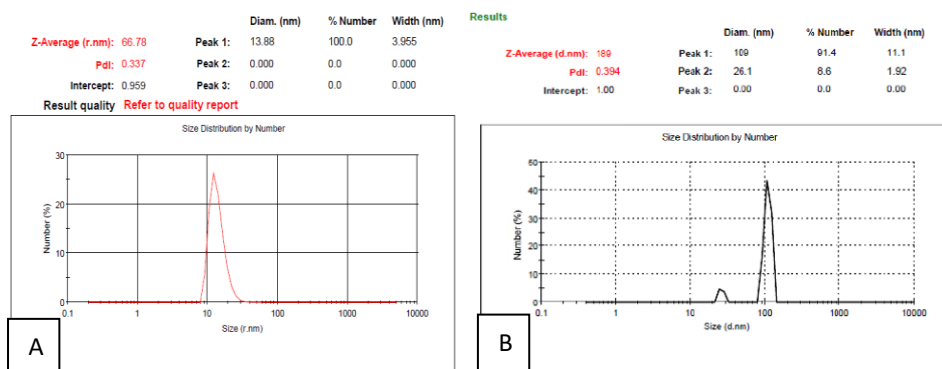 Diam. (nm) % Number Width (nm)
Z-Average (r.nm): 66.78 Peak 1: 13.88 100.0 3.955
PdI: 0.337 Peak 2: 0.000 0.0 0.000
Intercept: 0.959 Peak 3: 0.000 0.0 0.000
Result quality Refer to quality report
Size Distribution by Number
Number (%)
30
20
10
0
0.1 1 10 100 1000 10000
Size (r.nm)
A
Results
Diam. (nm) % Number Width (nm)
Z-Average (d.nm): 189 Peak 1: 109 91.4 11.1
PdI: 0.394 Peak 2: 26.1 8.6 1.92
Intercept: 1.00 Peak 3: 0.00 0.0 0.00
Size Distribution by Number
Number (%)
50
40
30
20
10
0
0.1 1 10 100 1000 10000
Size (d.nm)
B